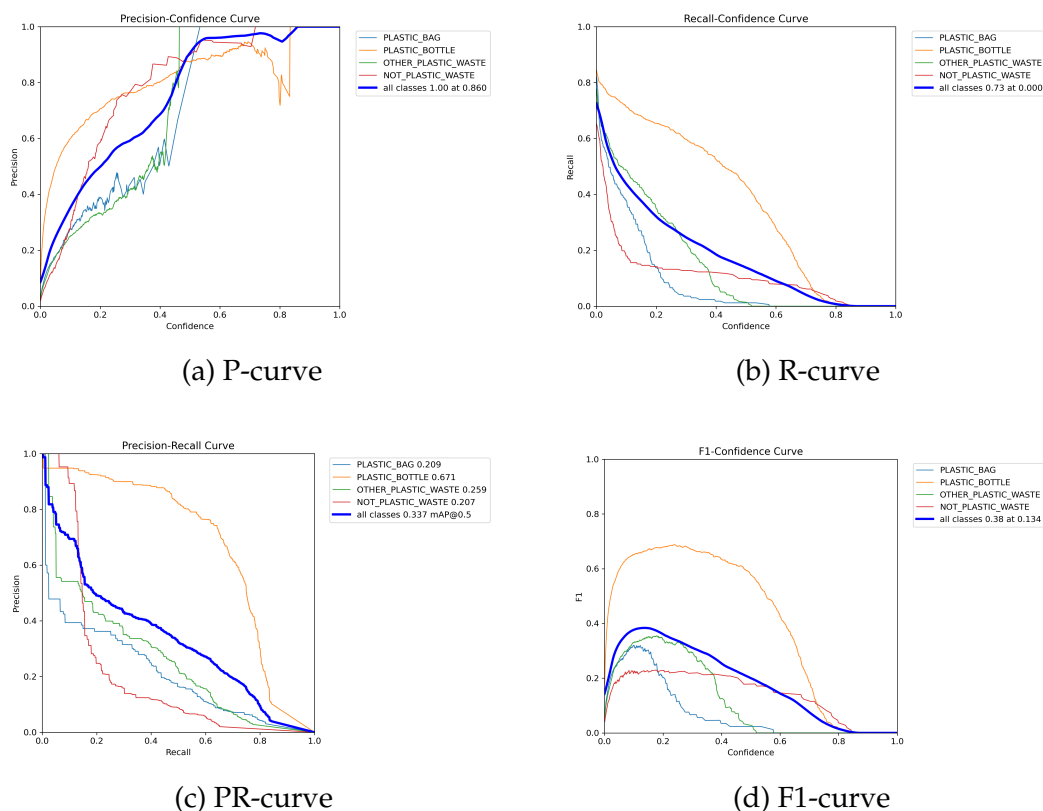 Precision-Confidence Curve
1.0
0.8
0.6
0.4
0.2
0.0
Precision
0.0 0.2 0.4 0.6 0.8 1.0
Confidence
PLASTIC_BAG
PLASTIC_BOTTLE
OTHER_PLASTIC_WASTE
NOT_PLASTIC_WASTE
all classes 1.00 at 0.860
(a) P-curve
Recall-Confidence Curve
1.0
0.8
0.6
0.4
0.2
0.0
Recall
0.0 0.2 0.4 0.6 0.8 1.0
Confidence
PLASTIC_BAG
PLASTIC_BOTTLE
OTHER_PLASTIC_WASTE
NOT_PLASTIC_WASTE
all classes 0.73 at 0.000
(b) R-curve
Precision-Recall Curve
1.0
0.8
0.6
0.4
0.2
0.0
Precision
0.0 0.2 0.4 0.6 0.8 1.0
Recall
PLASTIC_BAG 0.209
PLASTIC_BOTTLE 0.671
OTHER_PLASTIC_WASTE 0.259
NOT_PLASTIC_WASTE 0.207
all classes 0.337 mAP@0.5
(c) PR-curve
F1-Confidence Curve
1.0
0.8
0.6
0.4
0.2
0.0
F1
0.0 0.2 0.4 0.6 0.8 1.0
Confidence
PLASTIC_BAG
PLASTIC_BOTTLE
OTHER_PLASTIC_WASTE
NOT_PLASTIC_WASTE
all classes 0.38 at 0.134
(d) F1-curve